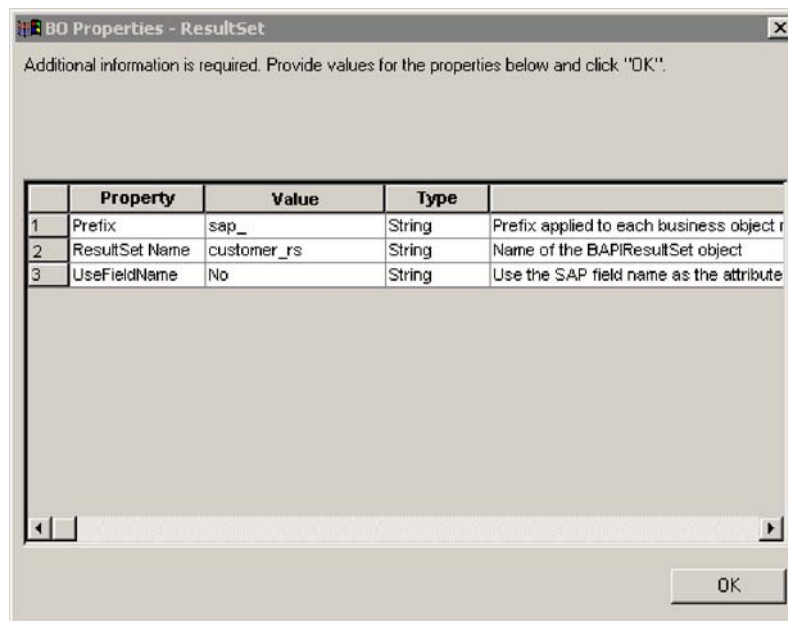 BO Properties - ResultSet
Additional information is required. Provide values for the properties below and click "OK".
Property Value Type
1 Prefix sap_ String Prefix applied to each business object
2 ResultSet Name customer_rs String Name of the BAPIResultSet object
3 UseFieldName No String Use the SAP field name as the attribute
OK